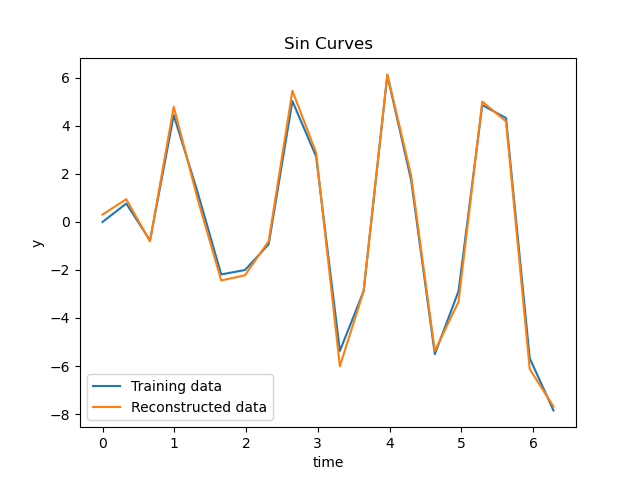 Sin Curves
6
4
2
0
−2
−4
−6
−8
y
Training data
Reconstructed data
0 1 2 3 4 5 6
time